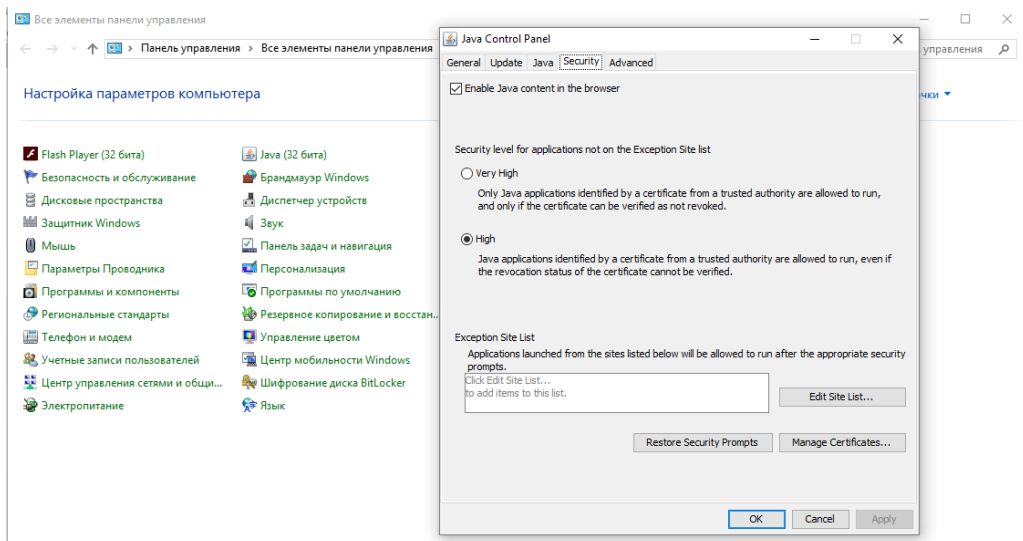 Все элементы панели управления
Панель управления > Все элементы панели управления
управления
Настройка параметров компьютера
чки
Flash Player (32 бита)
Java (32 бита)
Безопасность и обслуживание
Брандмауэр Windows
Дисковые пространства
Диспетчер устройств
Защитник Windows
Звук
Мышь
Панель задач и навигация
Параметры Проводника
Персонализация
Программы и компоненты
Программы по умолчанию
Региональные стандарты
Резервное копирование и восстан...
Телефон и модем
Управление цветом
Учетные записи пользователей
Центр мобильности Windows
Центр управления сетями и общи...
Шифрование диска BitLocker
Электропитание
Язык
Java Control Panel
General Update Java Security Advanced
Enable Java content in the browser
Security level for applications not on the Exception Site list
Very High
Only Java applications identified by a certificate from a trusted authority are allowed to run,
and only if the certificate can be verified as not revoked.
High
Java applications identified by a certificate from a trusted authority are allowed to run, even if
the revocation status of the certificate cannot be verified.
Exception Site List
Applications launched from the sites listed below will be allowed to run after the appropriate security
prompts.
Click Edit Site List...
to add items to this list.
Edit Site List...
Restore Security Prompts
Manage Certificates...
OK
Cancel
Apply